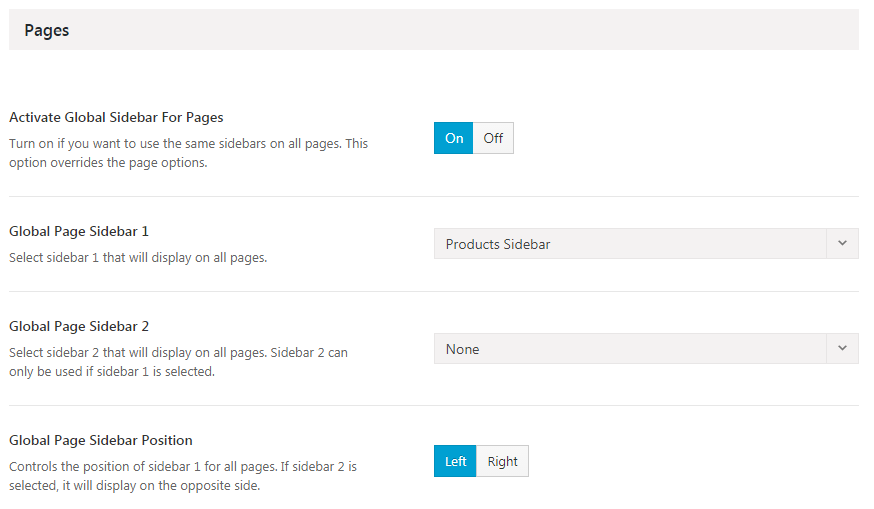 Pages
Activate Global Sidebar For Pages
Turn on if you want to use the same sidebars on all pages. This
option overrides the page options.
On Off
Global Page Sidebar 1
Select sidebar 1 that will display on all pages.
Products Sidebar
Global Page Sidebar 2
Select sidebar 2 that will display on all pages. Sidebar 2 can
only be used if sidebar 1 is selected.
None
Global Page Sidebar Position
Controls the position of sidebar 1 for all pages. If sidebar 2 is
selected, it will display on the opposite side.
Left Right